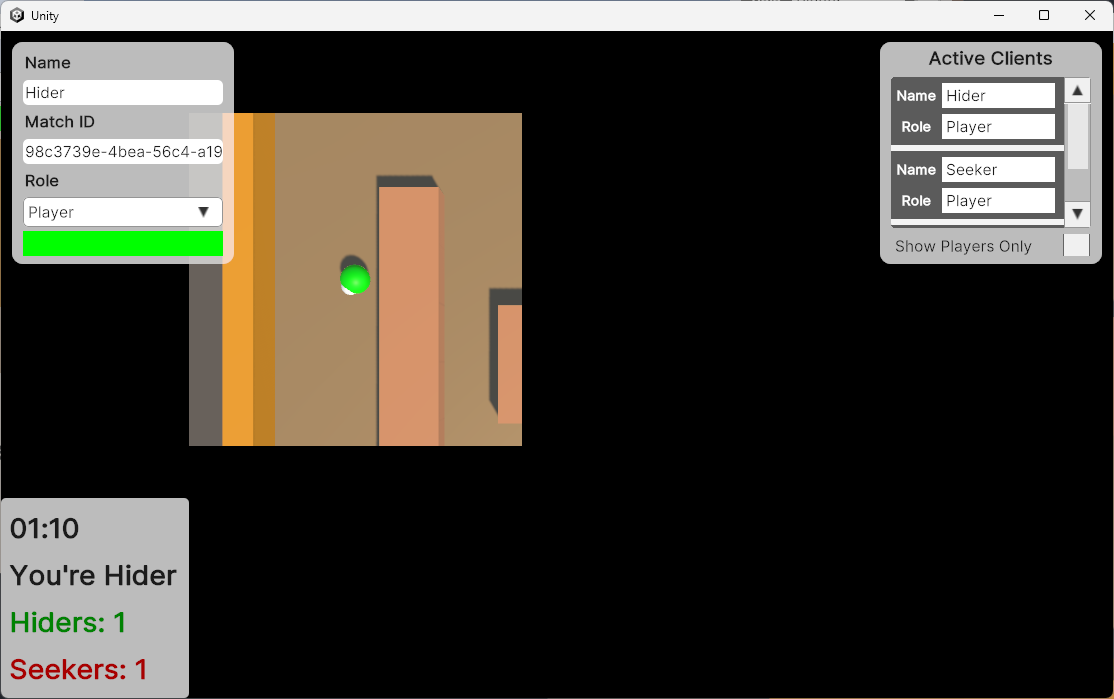 Unity
Name
Hider
Match ID
98c3739e-4bea-56c4-a19
Role
Player
Active Clients
Name Hider
Role Player
Name Seeker
Role Player
Show Players Only
01:10
You're Hider
Hiders: 1
Seekers: 1